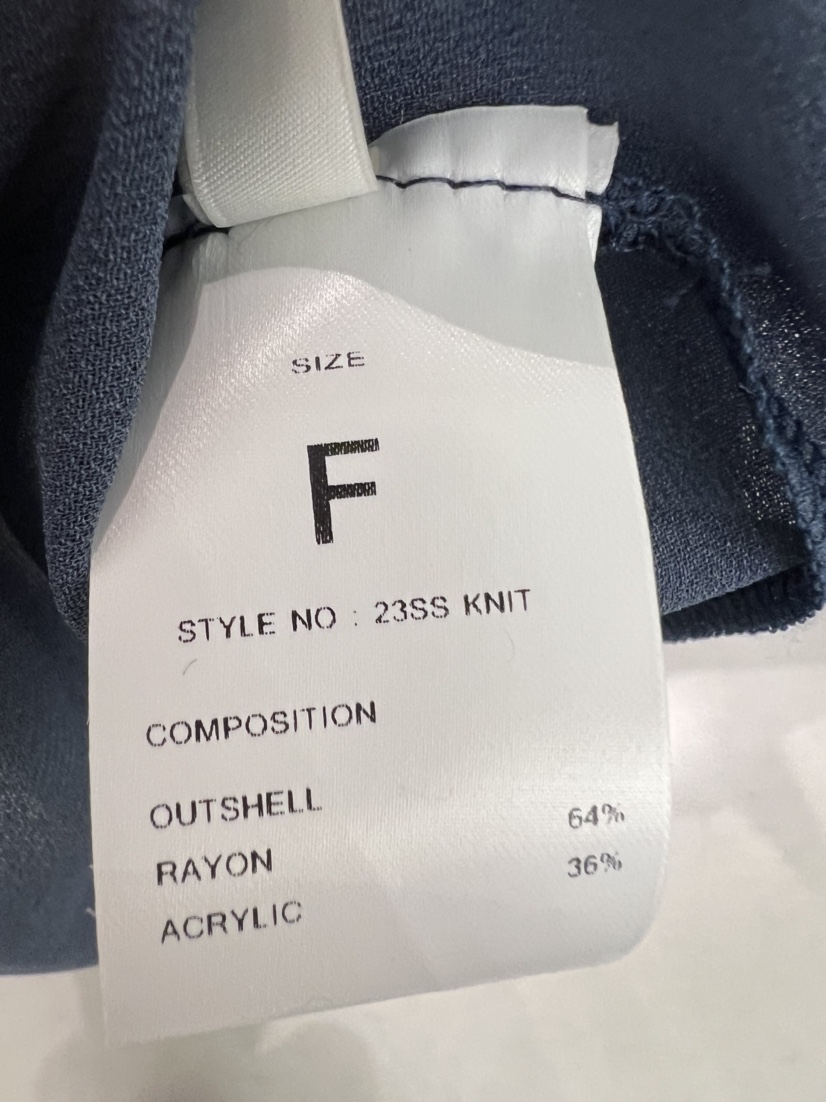 SIZE
F
STYLE NO : 23SS KNIT
COMPOSITION
OUTSHELL
RAYON 64%
ACRYLIC 36%